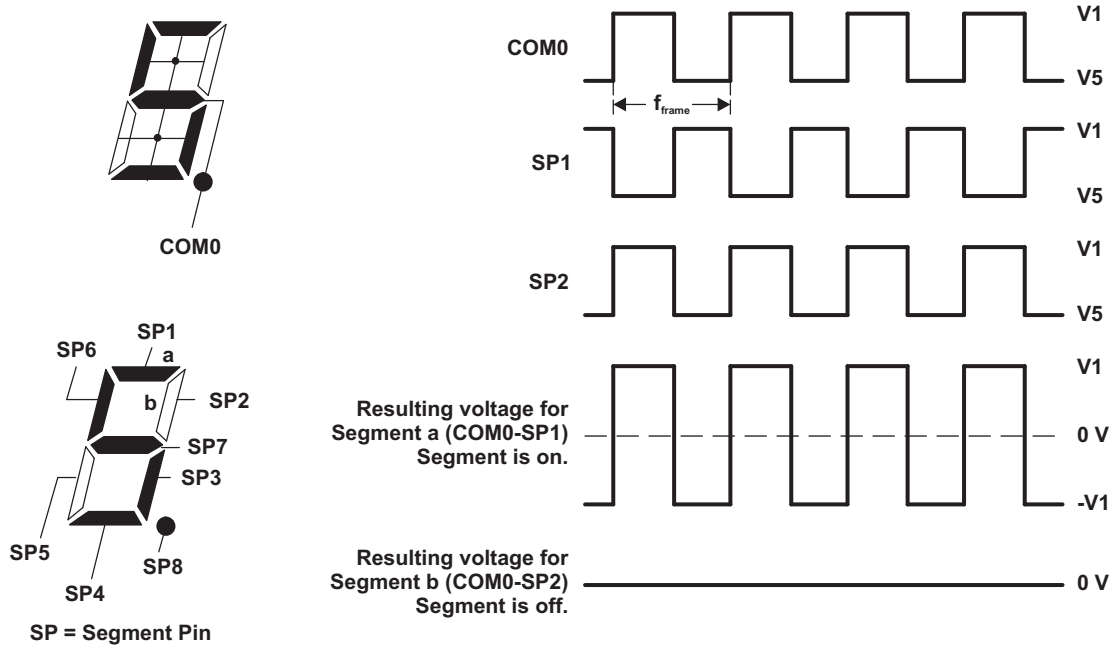 COM0
SP1
SP6
a
b
SP2
SP7
SP3
SP5
SP8
SP4
SP = Segment Pin
COM0
V1
V5
f frame
SP1
V1
V5
SP2
V1
V5
Resulting voltage for
Segment a (COM0-SP1)
Segment is on.
V1
0 V
-V1
Resulting voltage for
Segment b (COM0-SP2)
Segment is off.
0 V